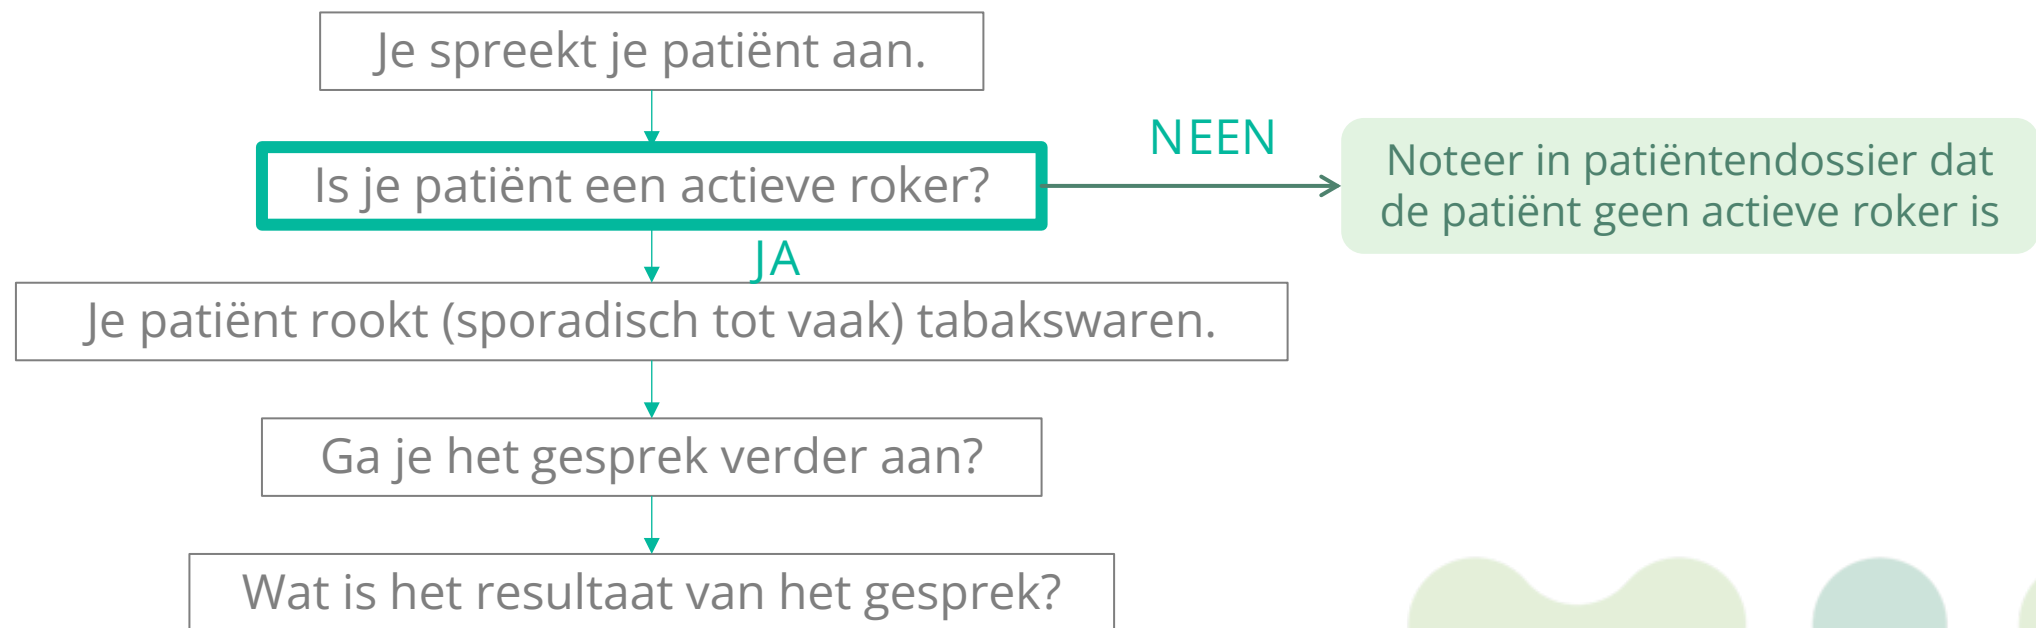 Je spreekt je patiënt aan.
Is je patiënt een actieve roker?
NEEN
Noteer in patiëntendossier dat
de patiënt geen actieve roker is
JA
Je patiënt rookt (sporadisch tot vaak) tabakswaren.
Ga je het gesprek verder aan?
Wat is het resultaat van het gesprek?